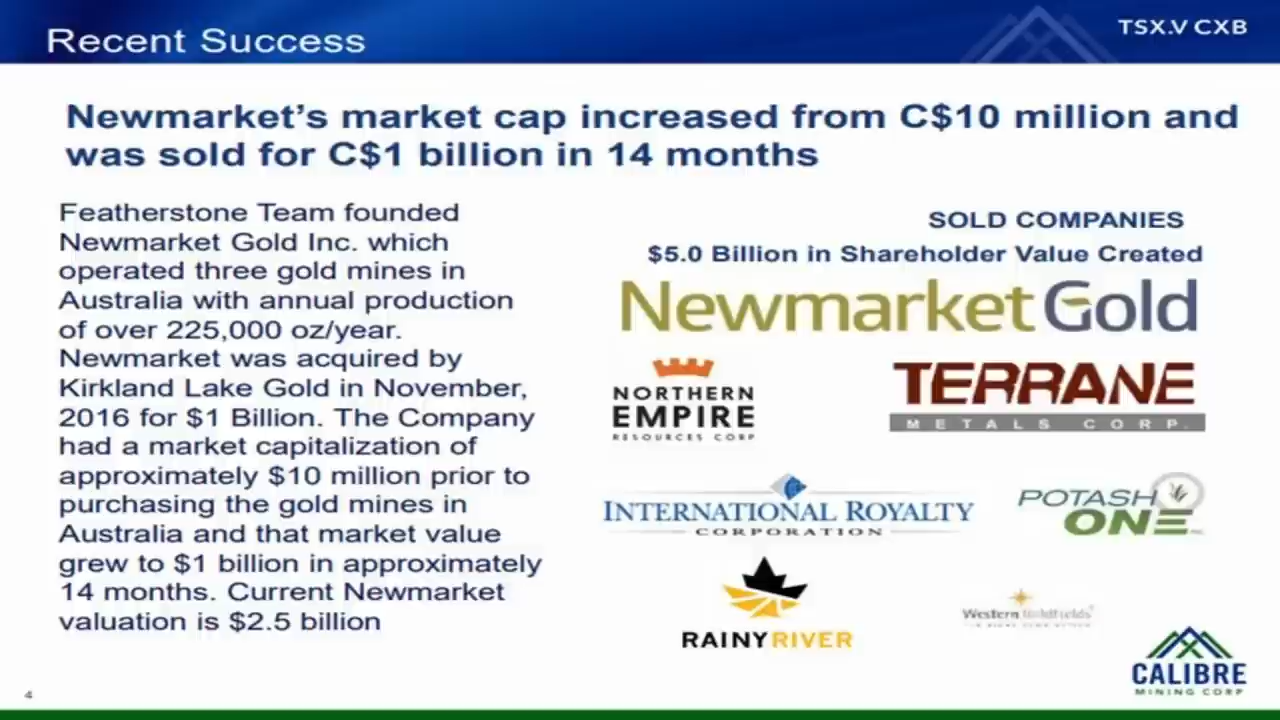 Recent Success
TSX.V CXB
Newmarket's market cap increased from C$10 million and
was sold for C$1 billion in 14 months
Featherstone Team founded
Newmarket Gold Inc. which
operated three gold mines in
Australia with annual production
of over 225,000 oz/year.
Newmarket was acquired by
Kirkland Lake Gold in November,
2016 for $1 Billion. The Company
had a market capitalization of
approximately $10 million prior to
purchasing the gold mines in
Australia and that market value
grew to $1 billion in approximately
14 months. Current Newmarket
valuation is $2.5 billion
SOLD COMPANIES
$5.0 Billion in Shareholder Value Created
Newmarket Gold
NORTHERN
EMPIRE
RESOURCES CORP
TERRANE
METALS CORP.
INTERNATIONAL ROYALTY
CORPORATION
POTASH
ONE
RAINY RIVER
Western Goldfields
CALIBRE
MINING CORP
4